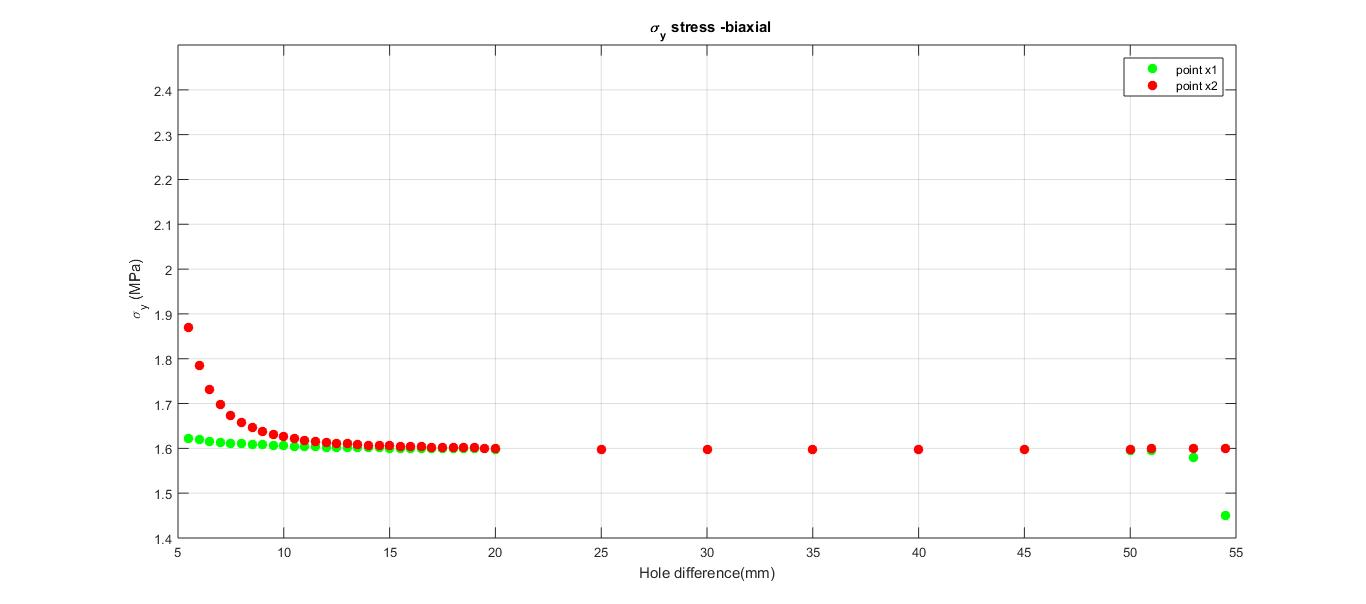 σy stress -biaxial
point x1
point x2
2.4
2.3
2.2
2.1
2
1.9
1.8
1.7
1.6
1.5
1.4
σy (MPa)
5 10 15 20 25 30 35 40 45 50 55
Hole difference(mm)